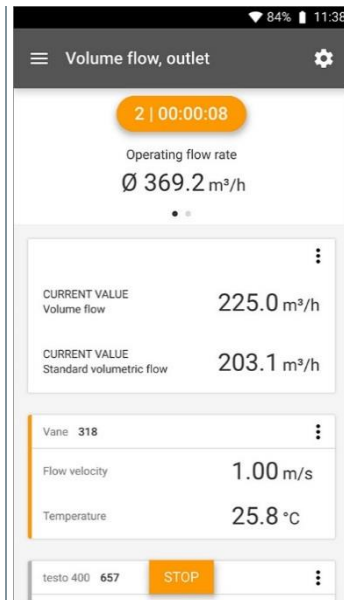 84% 11:38
Volume flow, outlet
2 | 00:00:08
Operating flow rate
Ø 369.2 m³/h
CURRENT VALUE
Volume flow
225.0 m³/h
CURRENT VALUE
Standard volumetric flow
203.1 m³/h
Vane 318
Flow velocity
1.00 m/s
Temperature
25.8 °C
testo 400 657
STOP